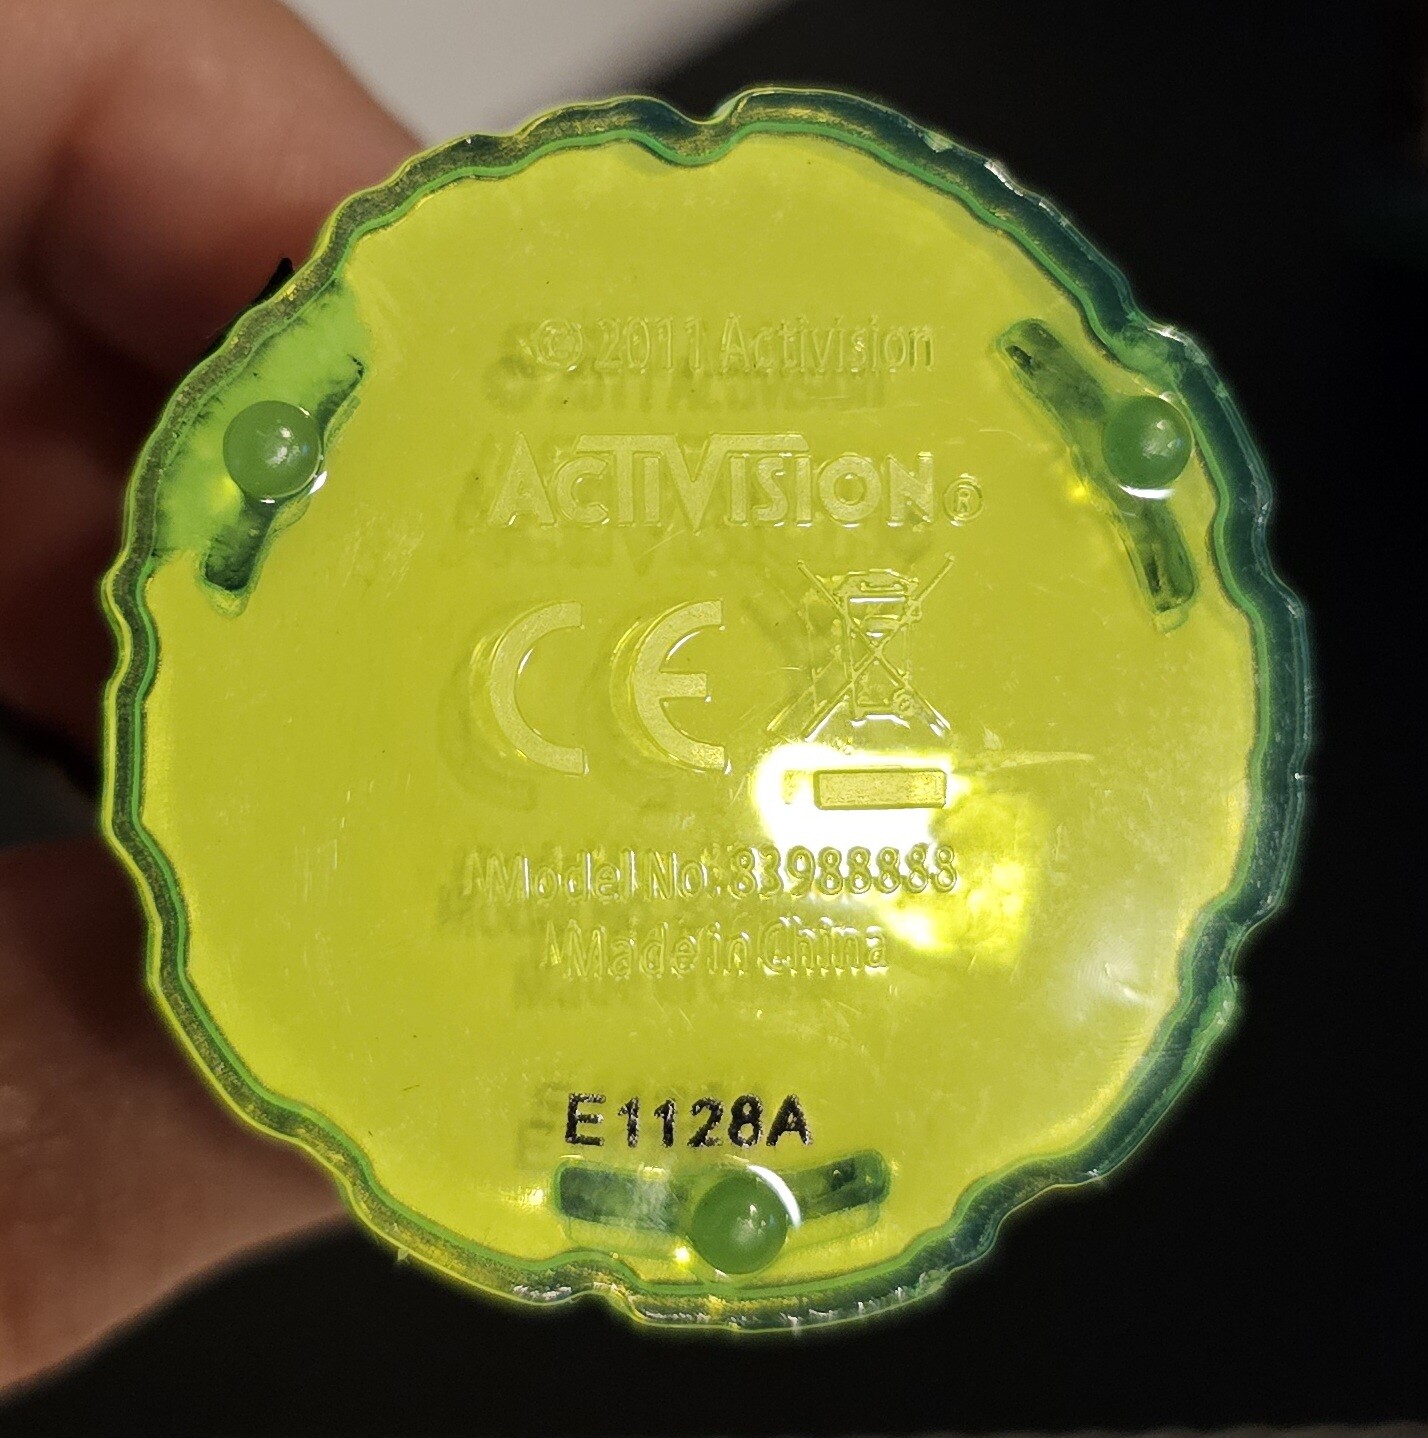 © 2011 Activision
ACTIVISION®
CE
Model No: 83988888
Made in China
E1128A